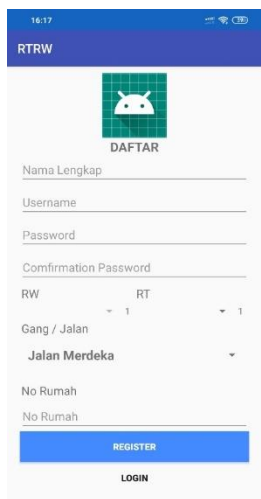 16:17
RTRW
DAFTAR
Nama Lengkap
Username
Password
Comfirmation Password
RW RT
1 1
Gang / Jalan
Jalan Merdeka
No Rumah
No Rumah
REGISTER
LOGIN